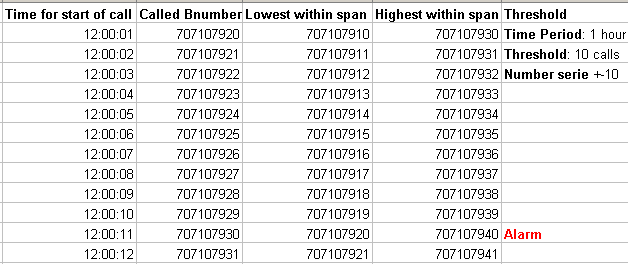 Time for start of call Called Bnumber Lowest within span Highest within span Threshold
12:00:01 707107920 707107910 707107930 Time Period: 1 hour
12:00:02 707107921 707107911 707107931 Threshold: 10 calls
12:00:03 707107922 707107912 707107932 Number serie +-10
12:00:04 707107923 707107913 707107933
12:00:05 707107924 707107914 707107934
12:00:06 707107925 707107915 707107935
12:00:07 707107926 707107916 707107936
12:00:08 707107927 707107917 707107937
12:00:09 707107928 707107918 707107938
12:00:10 707107929 707107919 707107939
12:00:11 707107930 707107920 707107940 Alarm
12:00:12 707107931 707107921 707107941